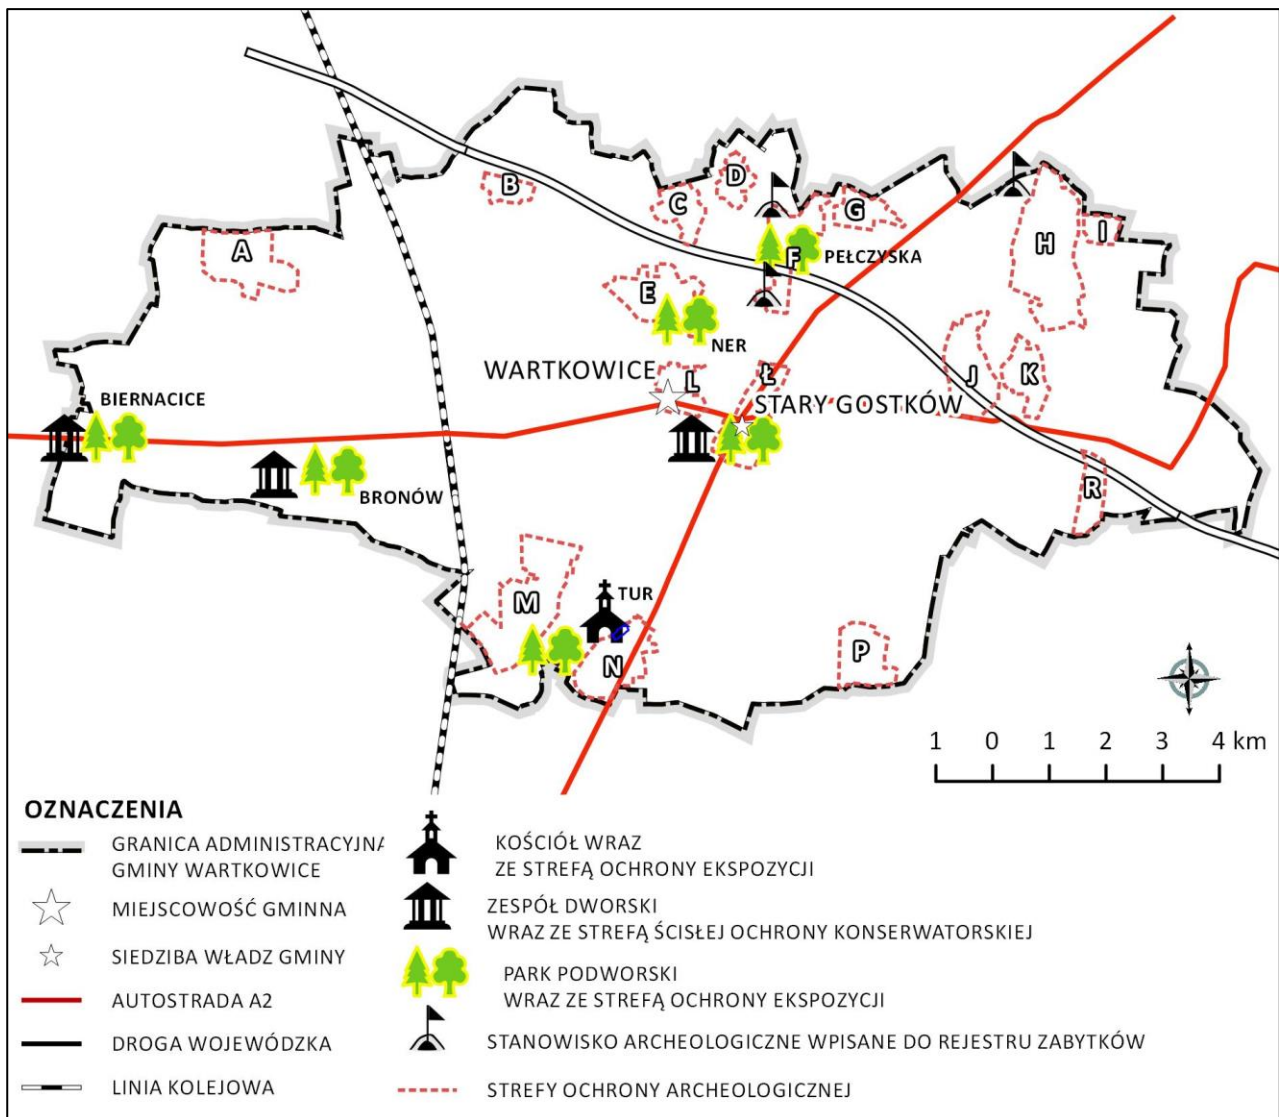 B
D
C
G
I
A
H
F
PEŁCZYSKA
E
NER
WARTKOWICE
L
Ł
J
K
BIERNACICE
STARY GOSTKÓW
BRONÓW
R
M
TUR
N
P
1 0 1 2 3 4 km
OZNACZENIA
GRANICA ADMINISTRACYJNA
GMINY WARTKOWICE
MIEJSCOWOŚĆ GMINNA
SIEDZIBA WŁADZ GMINY
AUTOSTRADA A2
DROGA WOJEWÓDZKA
LINIA KOLEJOWA
KOŚCIÓŁ WRAZ
ZE STREFĄ OCHRONY EKSPOZYCJI
ZESPÓŁ DWORSKI
WRAZ ZE STREFĄ ŚCISŁEJ OCHRONY KONSERWATORSKIEJ
PARK PODWORSKI
WRAZ ZE STREFĄ OCHRONY EKSPOZYCJI
STANOWISKO ARCHEOLOGICZNE WPISANE DO REJESTRU ZABYTKÓW
STREFY OCHRONY ARCHEOLOGICZNEJ